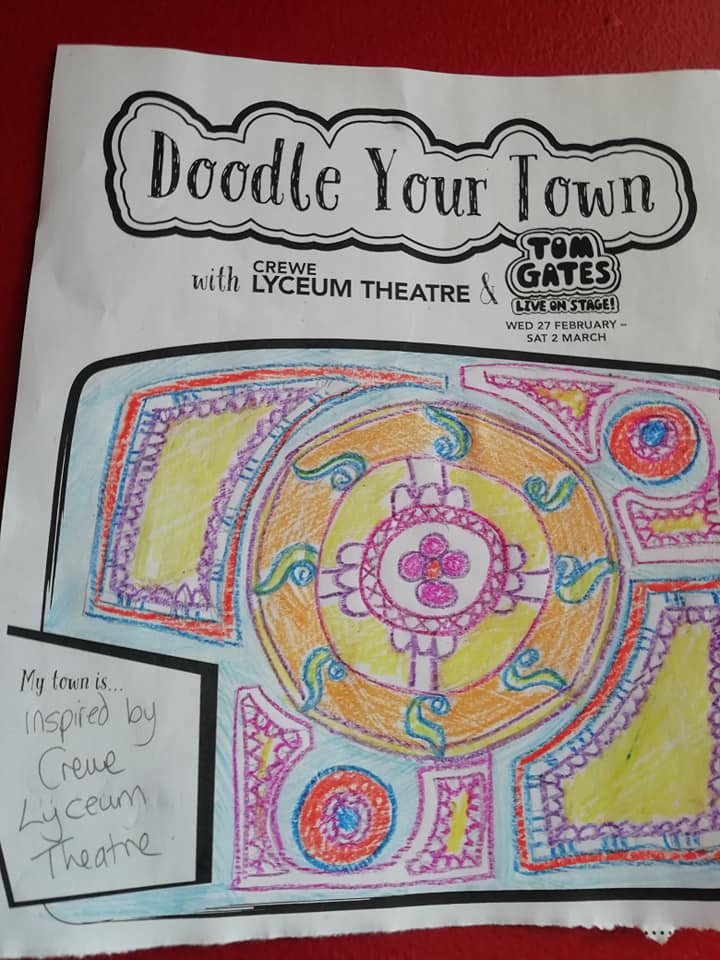 Doodle Your Town
with CREWE LYCEUM THEATRE & TOM GATES LIVE ON STAGE!
WED 27 FEBRUARY –
SAT 2 MARCH
My town is...
inspired by
Crewe
Lyceum
Theatre.